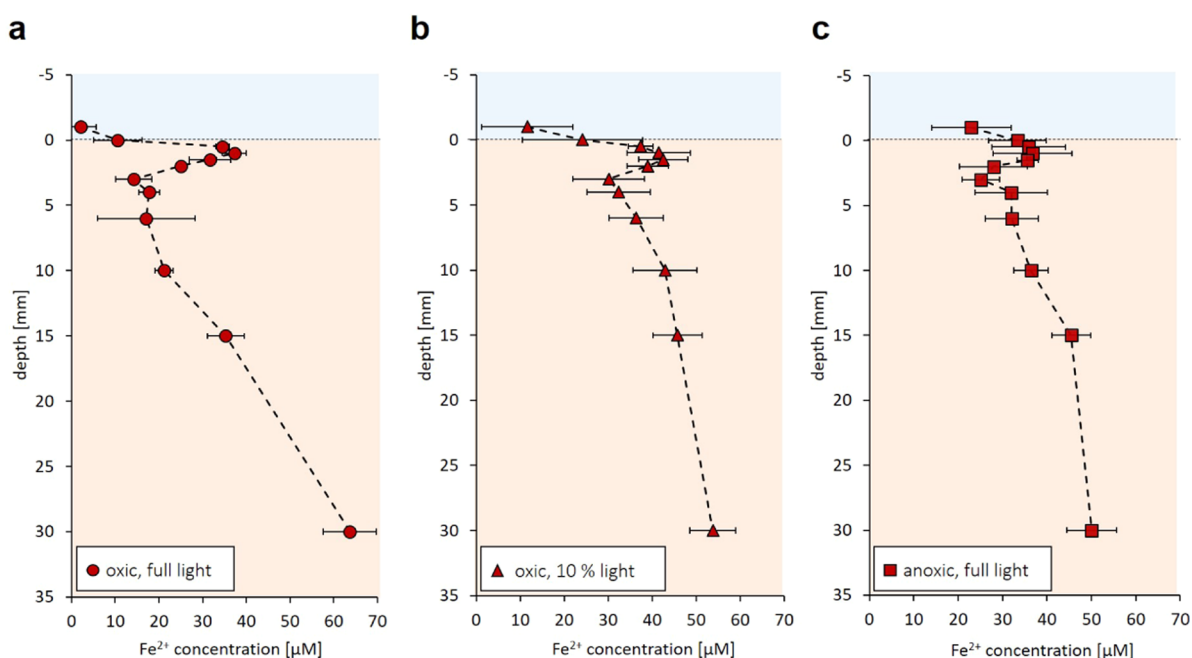 a
b
c
-5
0
5
10
15
20
25
30
35
depth [mm]
oxic, full light
0 10 20 30 40 50 60 70
Fe²⁺ concentration [µM]
-5
0
5
10
15
20
25
30
35
depth [mm]
oxic, 10 % light
0 10 20 30 40 50 60 70
Fe²⁺ concentration [µM]
-5
0
5
10
15
20
25
30
35
depth [mm]
anoxic, full light
0 10 20 30 40 50 60 70
Fe²⁺ concentration [µM]